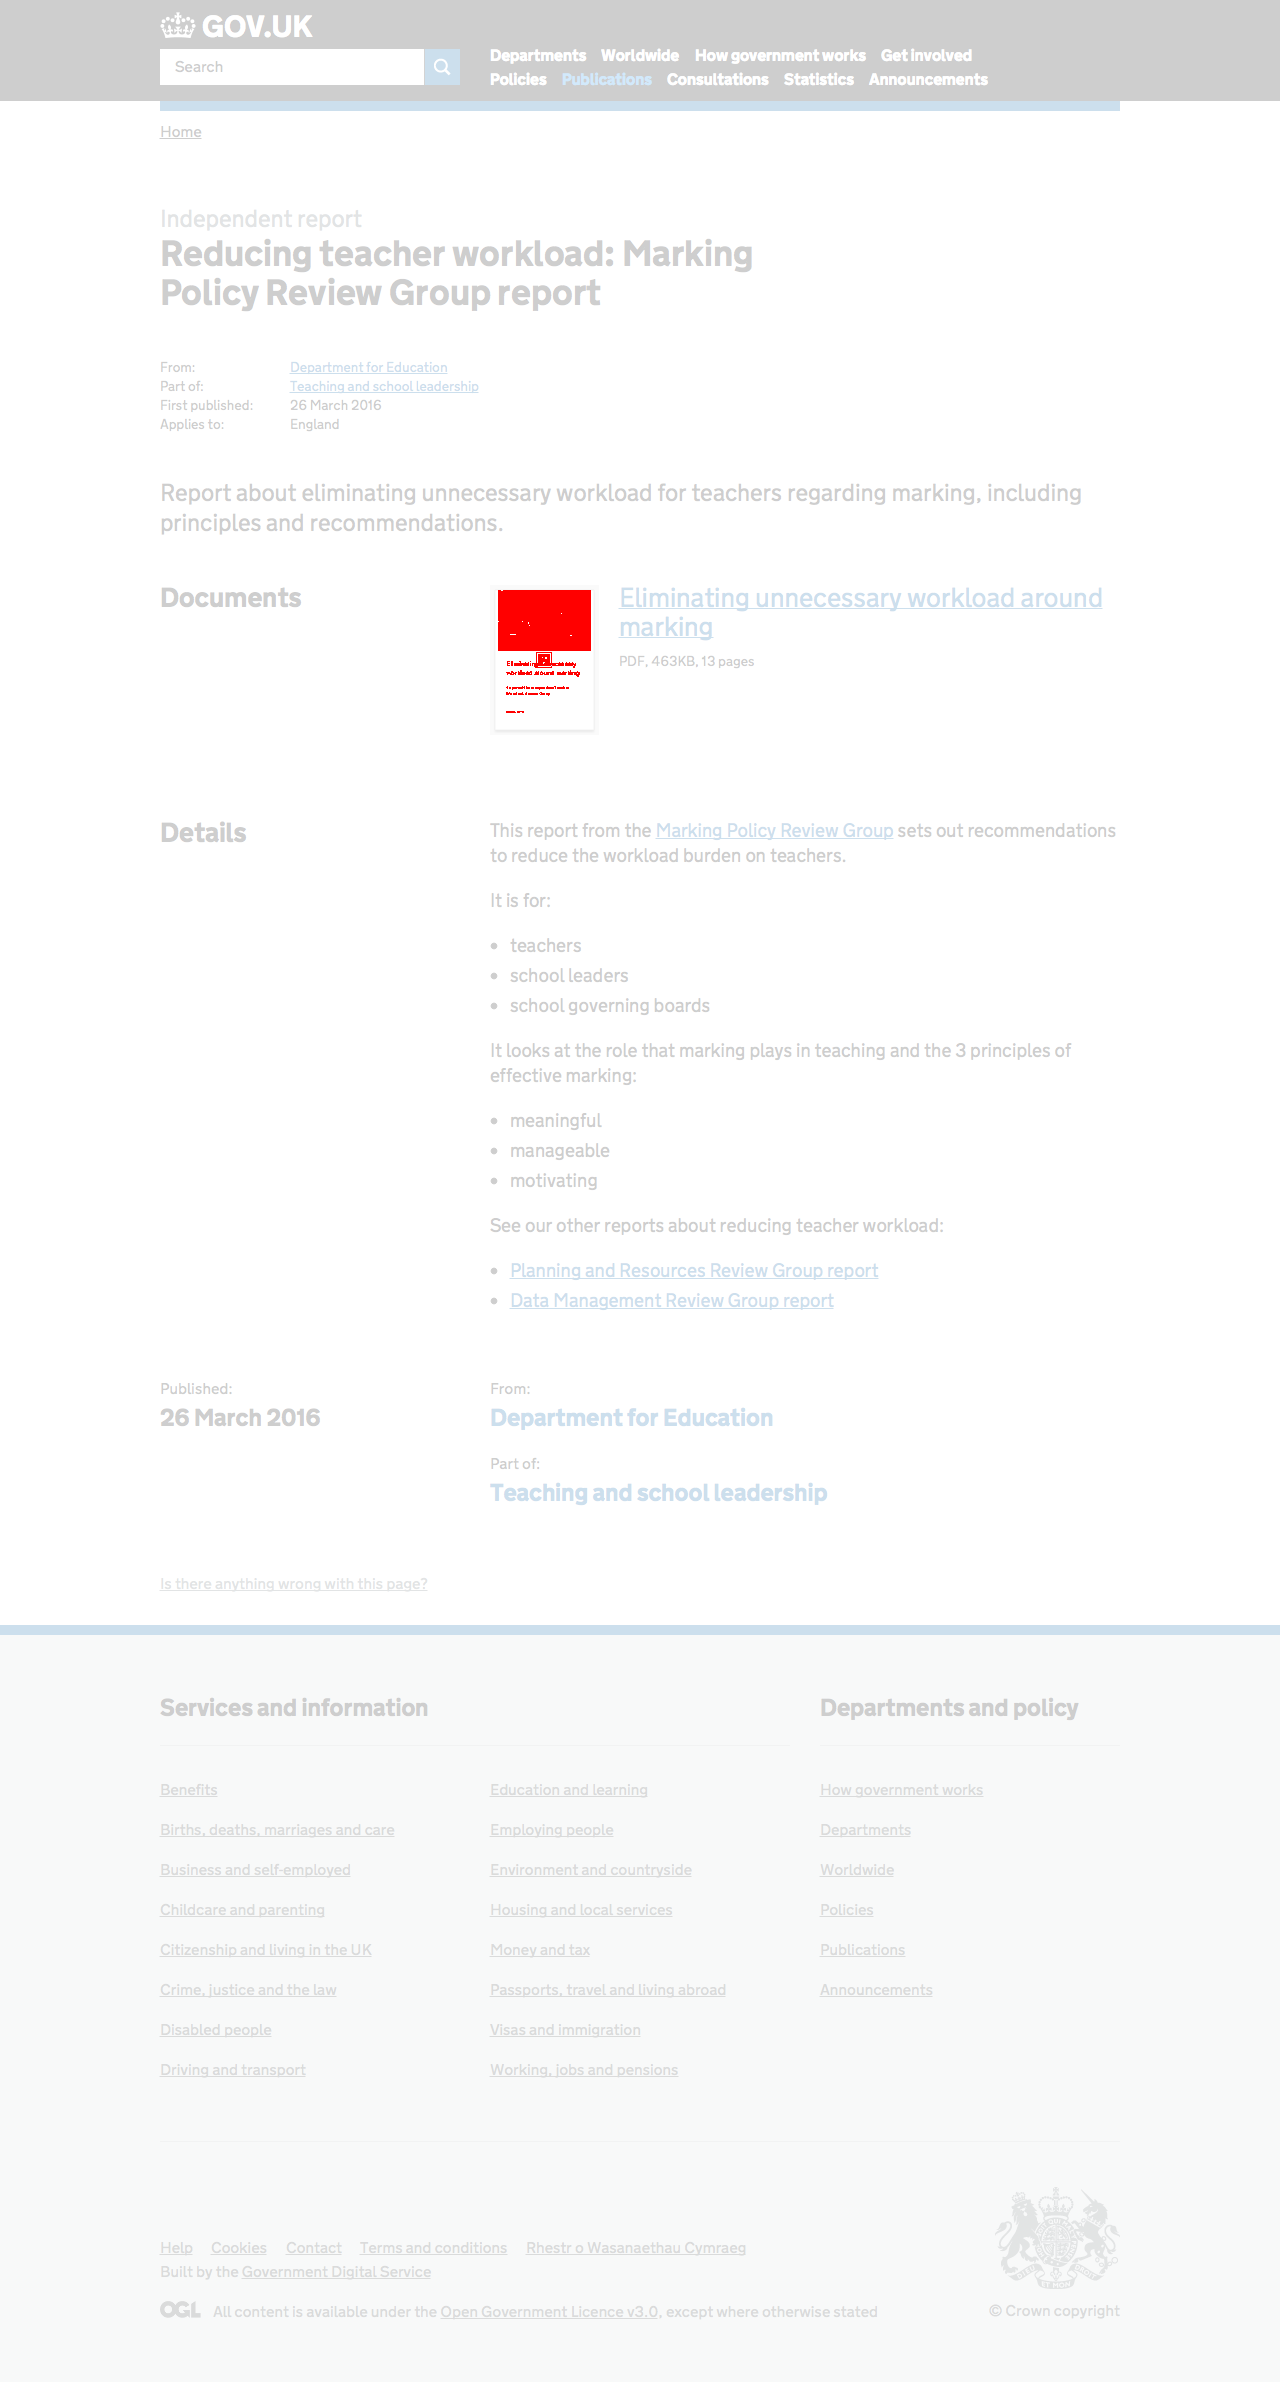 GOV.UK
Search
Departments Worldwide How government works Get involved
Policies Publications Consultations Statistics Announcements
Home
Independent report
Reducing teacher workload: Marking
Policy Review Group report
From: Department for Education
Part of: Teaching and school leadership
First published: 26 March 2016
Applies to: England
Report about eliminating unnecessary workload for teachers regarding marking, including
principles and recommendations.
Documents
Eliminating unnecessary workload around
marking
PDF, 463KB, 13 pages
workload around marking
Details
This report from the Marking Policy Review Group sets out recommendations
to reduce the workload burden on teachers.
It is for:
• teachers
• school leaders
• school governing boards
It looks at the role that marking plays in teaching and the 3 principles of
effective marking:
• meaningful
• manageable
• motivating
See our other reports about reducing teacher workload:
• Planning and Resources Review Group report
• Data Management Review Group report
Published:
26 March 2016
From:
Department for Education
Part of:
Teaching and school leadership
Is there anything wrong with this page?
Services and information
Benefits
Births, deaths, marriages and care
Business and self-employed
Childcare and parenting
Citizenship and living in the UK
Crime, justice and the law
Disabled people
Driving and transport
Education and learning
Employing people
Environment and countryside
Housing and local services
Money and tax
Passports, travel and living abroad
Visas and immigration
Working, jobs and pensions
Departments and policy
How government works
Departments
Worldwide
Policies
Publications
Announcements
Help Cookies Contact Terms and conditions Rhestr o Wasanaethau Cymraeg
Built by the Government Digital Service
OGL All content is available under the Open Government Licence v3.0, except where otherwise stated
© Crown copyright